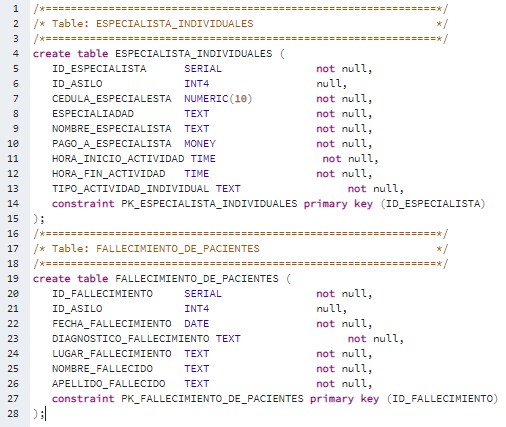 1 /*==============================================================*/
2 /* Table: ESPECIALISTA_INDIVIDUALES */
3 /*==============================================================*/
4 create table ESPECIALISTA_INDIVIDUALES (
5 ID_ESPECIALISTA SERIAL not null,
6 ID_ASILO INT4 null,
7 CEDULA_ESPECIALESTA NUMERIC(10) not null,
8 ESPECIALIADAD TEXT not null,
9 NOMBRE_ESPECIALISTA TEXT not null,
10 PAGO_A_ESPECIALISTA MONEY not null,
11 HORA_INICIO_ACTIVIDAD TIME not null,
12 HORA_FIN_ACTIVIDAD TIME not null,
13 TIPO_ACTIVIDAD_INDIVIDUAL TEXT not null,
14 constraint PK_ESPECIALISTA_INDIVIDUALES primary key (ID_ESPECIALISTA)
15 );
16 /*==============================================================*/
17 /* Table: FALLECIMIENTO_DE_PACIENTES */
18 /*==============================================================*/
19 create table FALLECIMIENTO_DE_PACIENTES (
20 ID_FALLECIMIENTO SERIAL not null,
21 ID_ASILO INT4 null,
22 FECHA_FALLECIMIENTO DATE not null,
23 DIAGNOSTICO_FALLECIMIENTO TEXT not null,
24 LUGAR_FALLECIMIENTO TEXT not null,
25 NOMBRE_FALLECIDO TEXT not null,
26 APELLIDO_FALLECIDO TEXT not null,
27 constraint PK_FALLECIMIENTO_DE_PACIENTES primary key (ID_FALLECIMIENTO)
28 );